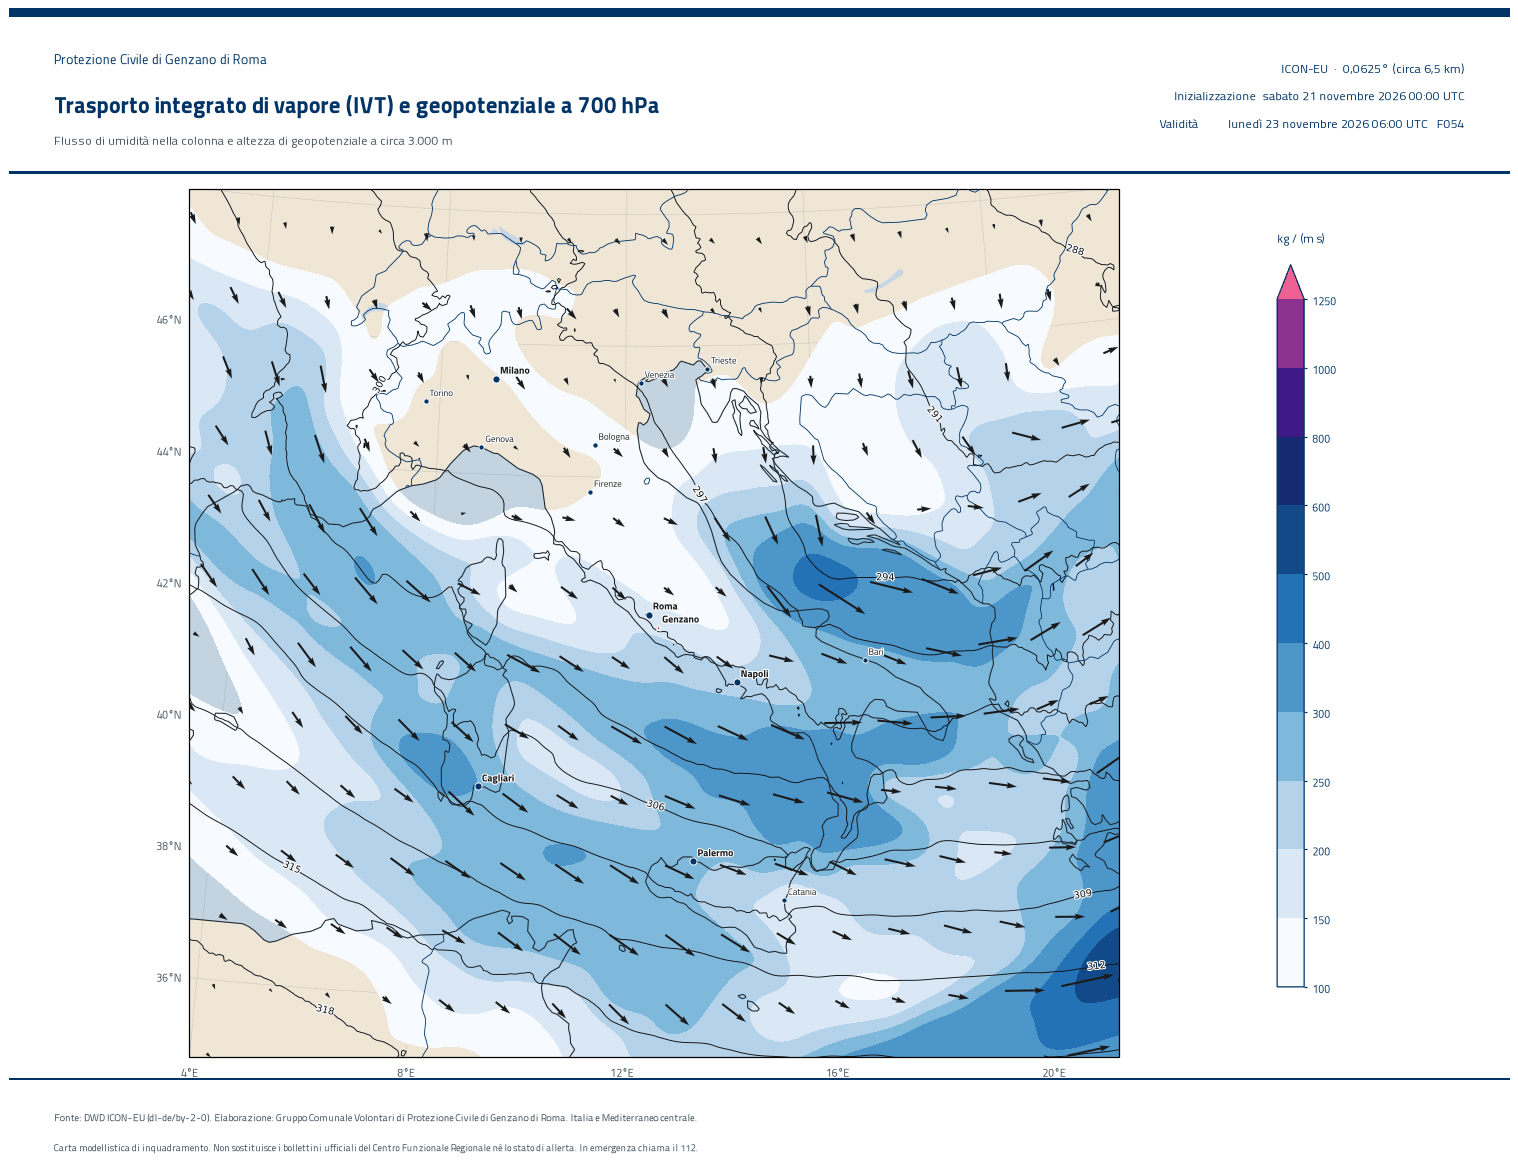 Protezione Civile di Genzano di Roma
Trasporto integrato di vapore (IVT) e geopotenziale a 700 hPa
Flusso di umidità nella colonna e altezza di geopotenziale a circa 3.000 m
ICON-EU · 0,0625° (circa 6,5 km)
Inizializzazione sabato 21 novembre 2026 00:00 UTC
Validità lunedì 23 novembre 2026 06:00 UTC F054
kg / (m s)
1250
1000
800
600
500
400
300
250
200
150
100
46°N
44°N
42°N
40°N
38°N
36°N
4°E
8°E
12°E
16°E
20°E
288
300
291
297
294
306
315
309
312
318
Milano
Torino
Venezia
Trieste
Genova
Bologna
Firenze
Roma
Genzano
Napoli
Bari
Cagliari
Palermo
Catania
Fonte: DWD ICON-EU (dl-de/by-2-0). Elaborazione: Gruppo Comunale Volontari di Protezione Civile di Genzano di Roma. Italia e Mediterraneo centrale.
Carta modellistica di inquadramento. Non sostituisce i bollettini ufficiali del Centro Funzionale Regionale né lo stato di allerta. In emergenza chiama il 112.